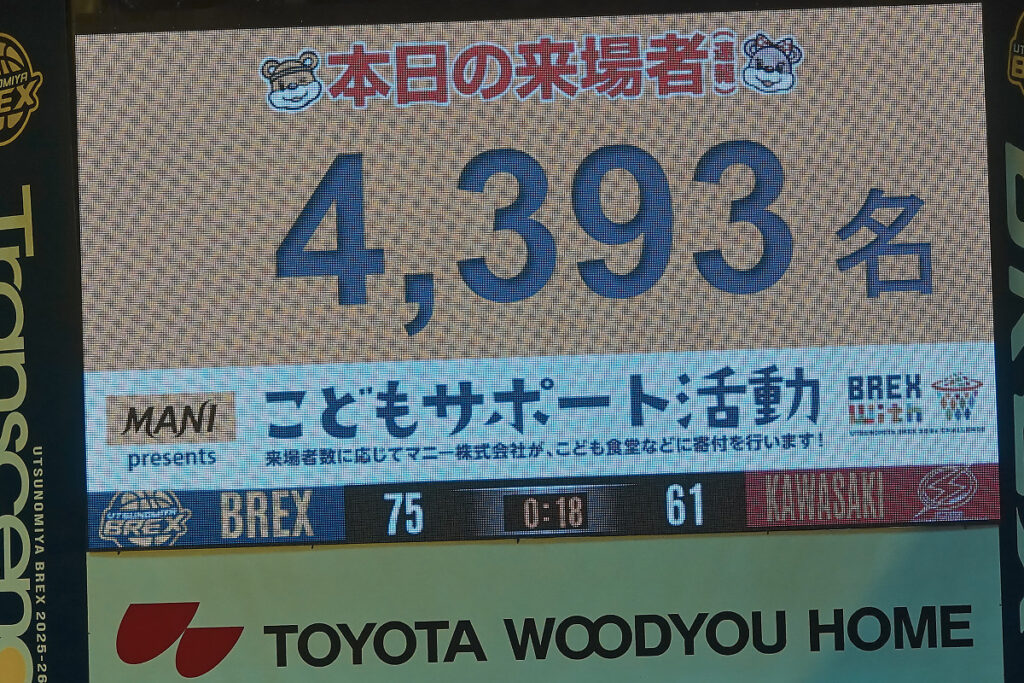 本日の来場者（速報）
4,393名
MANI
presents
こどもサポート活動
来場者数に応じてマニー株式会社が、こども食堂などに寄付を行います！
BREX
With
UTSUNOMIYA
BREX
BREX 75 0:18 61 KAWASAKI
TOYOTA WOODYOU HOME
UTSUNOMIYA BREX 2025-26